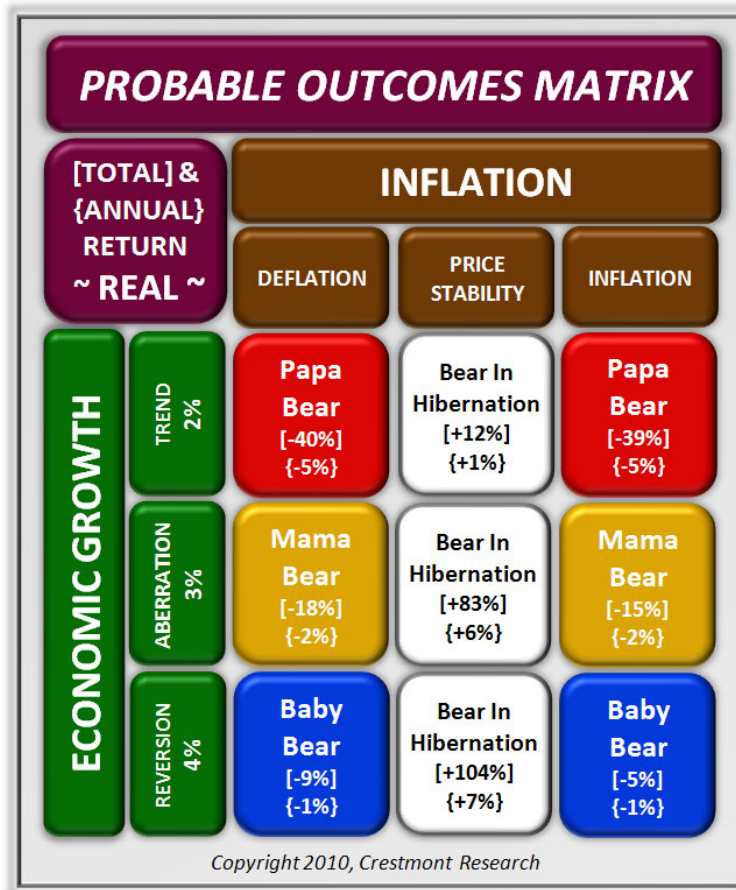 PROBABLE OUTCOMES MATRIX
[TOTAL] &
{ANNUAL}
RETURN
~ REAL ~
INFLATION
DEFLATION
PRICE
STABILITY
INFLATION
ECONOMIC GROWTH
TREND
2%
Papa
Bear
[-40%]
{-5%}
Bear In
Hibernation
[+12%]
{+1%}
Papa
Bear
[-39%]
{-5%}
ABERRATION
3%
Mama
Bear
[-18%]
{-2%}
Bear In
Hibernation
[+83%]
{+6%}
Mama
Bear
[-15%]
{-2%}
REVERSION
4%
Baby
Bear
[-9%]
{-1%}
Bear In
Hibernation
[+104%]
{+7%}
Baby
Bear
[-5%]
{-1%}
Copyright 2010, Crestmont Research